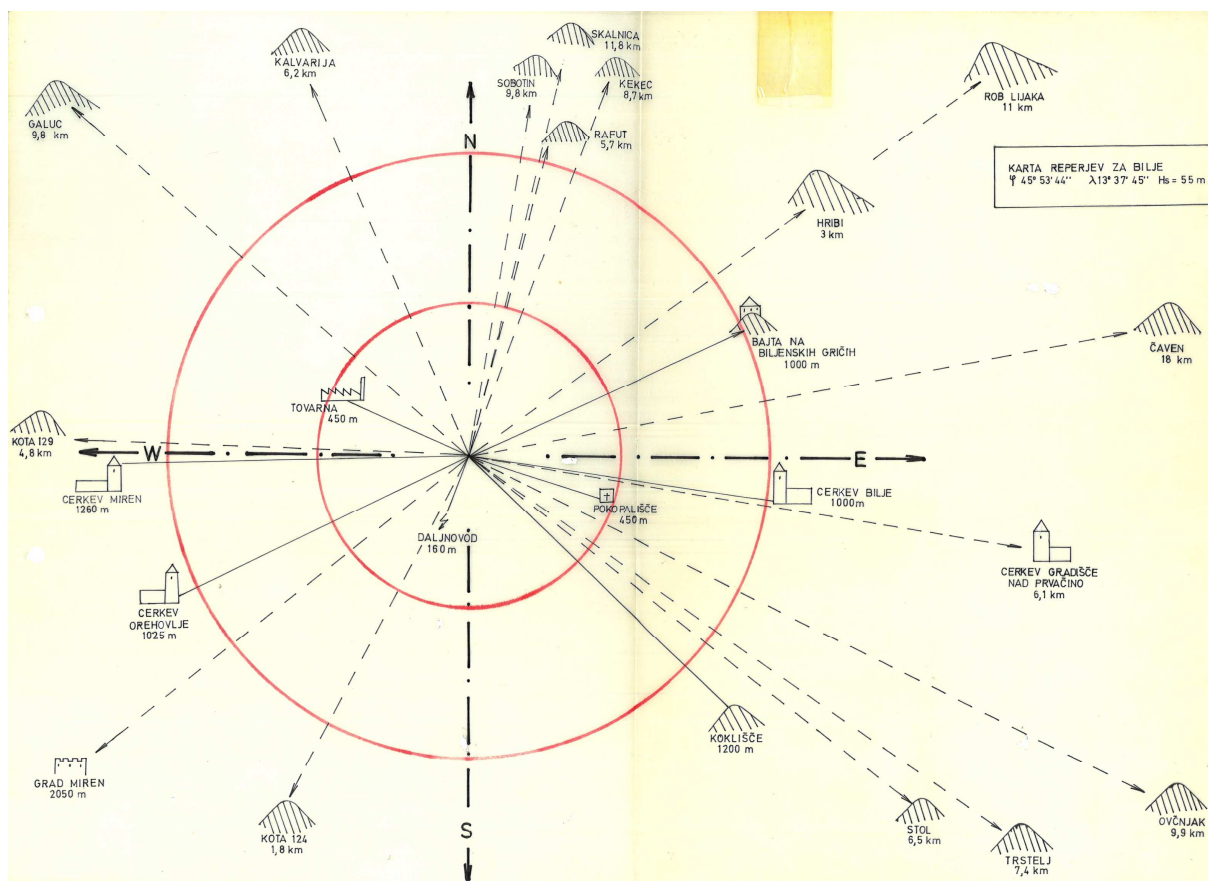 SKALNICA
11,8 km
KALVARIJA
6,2 km
SOBOTIN
9,8 km
KEKEC
8,7 km
ROB LIJAKA
11 km
GALUC
9,8 km
RAFUT
5,7 km
N
KARTA REPERJEV ZA BILJE
φ 45° 53' 44'' λ 13° 37' 45'' Hs = 55 m
HRIBI
3 km
BAJTA NA
BILJENSKIH GRIČIH
1000 m
ČAVEN
18 km
TOVARNA
450 m
KOTA 129
4,8 km
W
E
CERKEV MIREN
1260 m
CERKEV BILJE
1000m
POKOPALIŠČE
450m
DALJNOVOD
160 m
CERKEV GRADIŠČE
NAD PRVAČINO
6,1 km
CERKEV
OREHOVLJE
1025 m
KOKLIŠČE
1200 m
GRAD MIREN
2050 m
KOTA 124
1,8 km
S
STOL
6,5 km
OVČNJAK
9,9 km
TRSTELJ
7,4 km